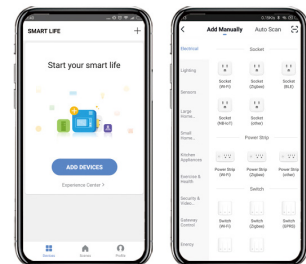 SMART LIFE
+
Start your smart life
ADD DEVICES
Experience Center >
Devices
Scenes
Profile
Add Manually
Auto Scan
Electrical
Lighting
Sensors
Large
Home...
Small
Home...
Kitchen
Appliances
Exercise &
Health
Security &
Video...
Gateway
Control
Energy
Socket
Socket
(Wi-Fi)
Socket
(Zigbee)
Socket
(BLE)
Socket
(NB-IoT)
Socket
(other)
Power Strip
Power Strip
(Wi-Fi)
Power Strip
(Zigbee)
Power Strip
(other)
Switch
Switch
(Wi-Fi)
Switch
(Zigbee)
Switch
(GPRS)